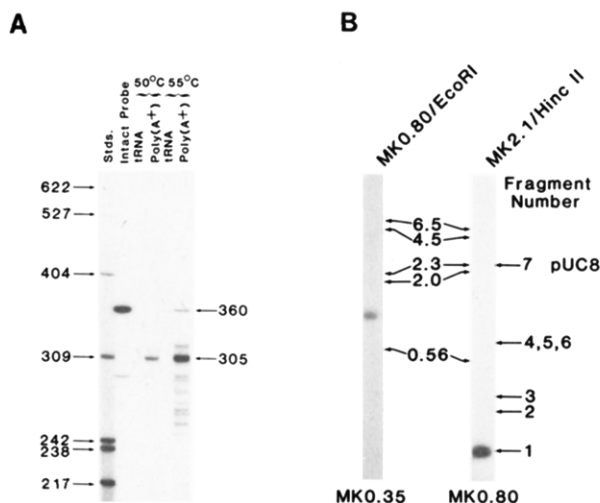 A
B
50°C 55°C
Stds.
Intact Probe
tRNA
Poly(A+)
tRNA
Poly(A+)
622
527
404
309
242
238
217
360
305
MK0.80/EcoRI
MK2.1/Hinc II
Fragment
Number
6.5
4.5
2.3
2.0
0.56
7 pUC8
4,5,6
3
2
1
MK0.35 MK0.80